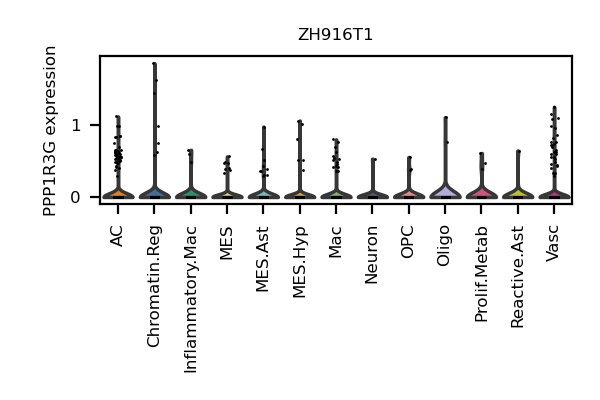 ZH916T1
PPP1R3G expression
1
0
AC
Chromatin.Reg
Inflammatory.Mac
MES
MES.Ast
MES.Hyp
Mac
Neuron
OPC
Oligo
Prolif.Metab
Reactive.Ast
Vasc